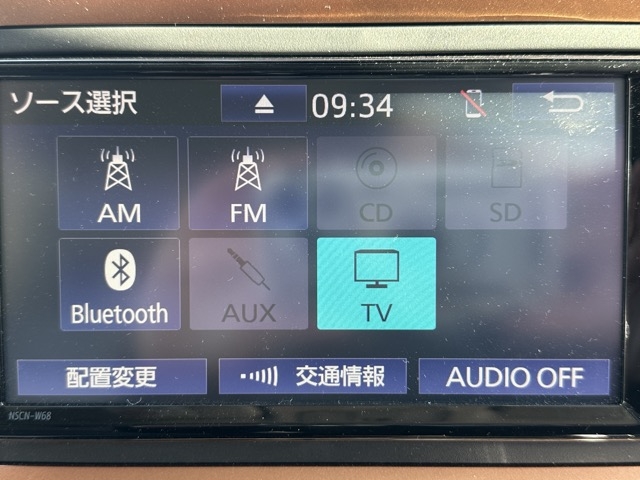 ソース選択
09:34
AM
FM
CD
SD
Bluetooth
AUX
TV
配置変更
交通情報
AUDIO OFF
NSCN-W68